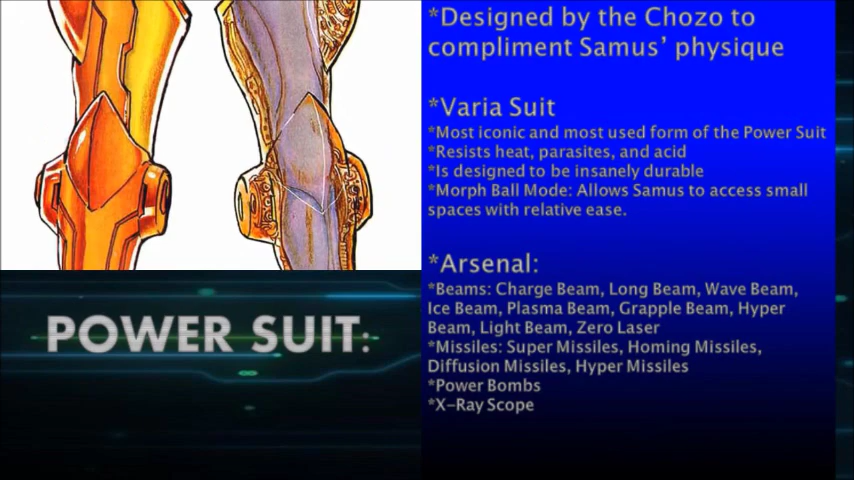 *Designed by the Chozo to
compliment Samus' physique
*Varia Suit
*Most iconic and most used form of the Power Suit
*Resists heat, parasites, and acid
*Is designed to be insanely durable
*Morph Ball Mode: Allows Samus to access small
spaces with relative ease.
*Arsenal:
*Beams: Charge Beam, Long Beam, Wave Beam,
Ice Beam, Plasma Beam, Grapple Beam, Hyper
Beam, Light Beam, Zero Laser
*Missiles: Super Missiles, Homing Missiles,
Diffusion Missiles, Hyper Missiles
*Power Bombs
*X-Ray Scope
POWER SUIT: